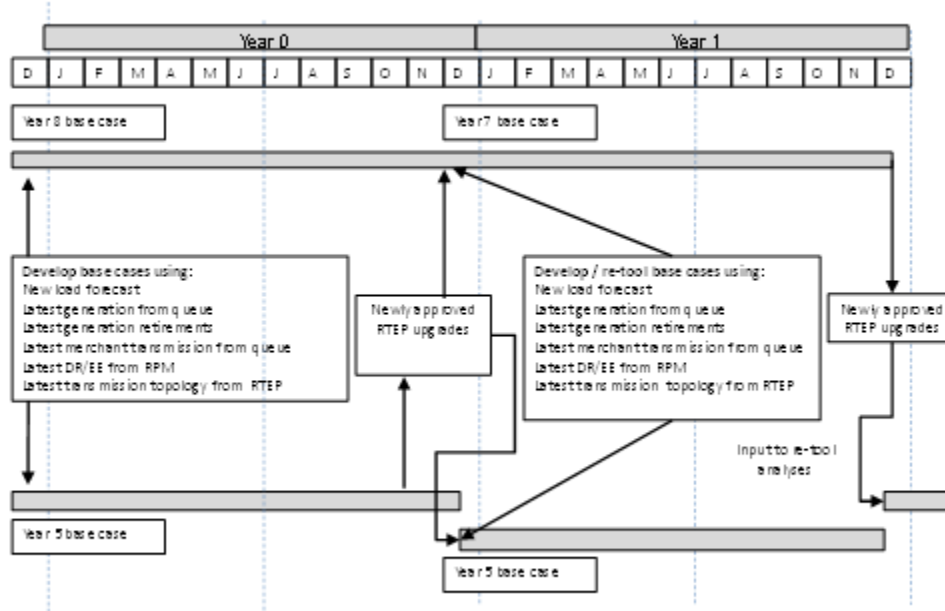 Year 0 Year 1
D J F M A M J J A S O N D J F M A M J J A S O N D
Year 8 base case
Year 7 base case
Develop base cases using:
New load forecast
Latest generation from queue
Latest generation retirements
Latest merchant transmission from queue
Latest DR/EE from RPM
Latest transmission topology from RTEP
Newly approved
RTEP upgrades
Develop / re-tool base cases using:
New load forecast
Latest generation from queue
Latest generation retirements
Latest merchant transmission from queue
Latest DR/EE from RPM
Latest transmission topology from RTEP
Newly approved
RTEP upgrades
Input to re-tool
analyses
Year 5 base case
Year 5 base case